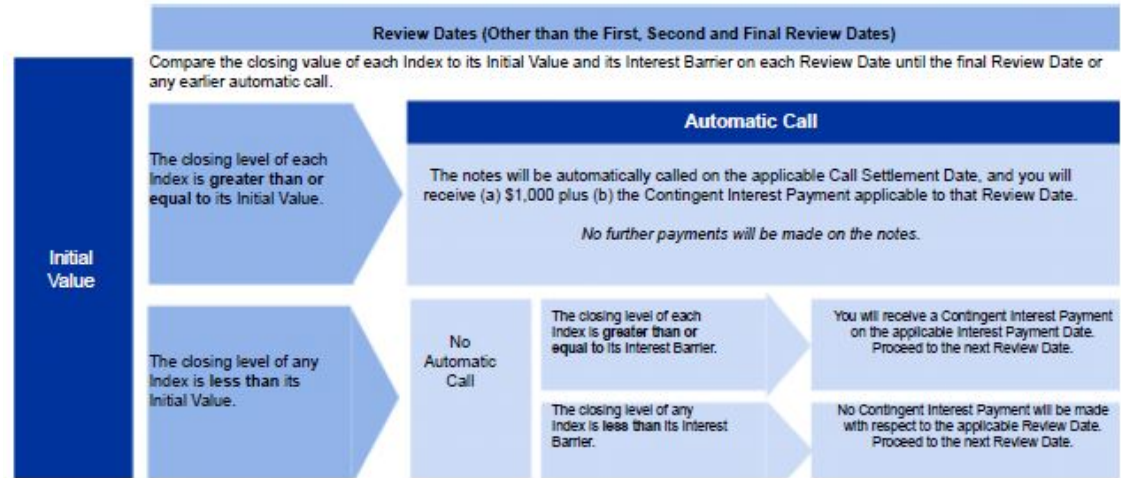 Review Dates (Other than the First, Second and Final Review Dates)
Compare the closing value of each Index to its Initial Value and its Interest Barrier on each Review Date until the final Review Date or
any earlier automatic call.
Initial
Value
The closing level of each
Index is greater than or
equal to its Initial Value.
Automatic Call
The notes will be automatically called on the applicable Call Settlement Date, and you will
receive (a) $1,000 plus (b) the Contingent Interest Payment applicable to that Review Date.
No further payments will be made on the notes.
The closing level of any
Index is less than its
Initial Value.
No
Automatic
Call
The closing level of each
Index is greater than or
equal to its Interest Barrier.
You will receive a Contingent Interest Payment
on the applicable Interest Payment Date.
Proceed to the next Review Date.
The closing level of any
Index is less than its Interest
Barrier.
No Contingent Interest Payment will be made
with respect to the applicable Review Date.
Proceed to the next Review Date.